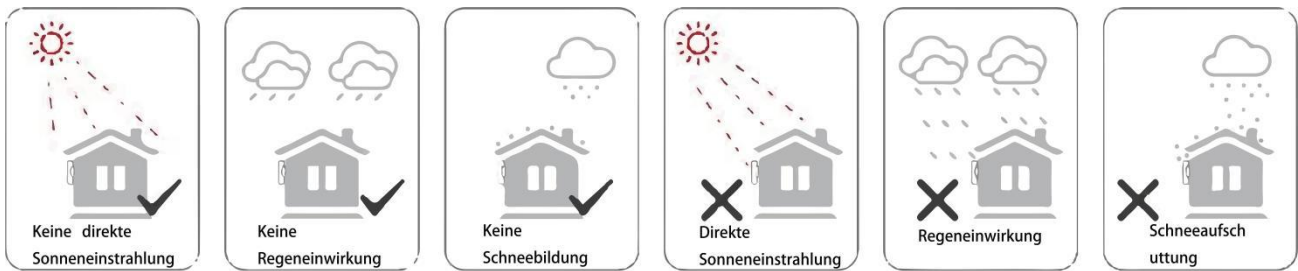 Keine direkte
Sonneneinstrahlung
Keine
Regeneinwirkung
Keine
Schneebildung
Direkte
Sonneneinstrahlung
Regeneinwirkung
Schneeaufsch
uttung